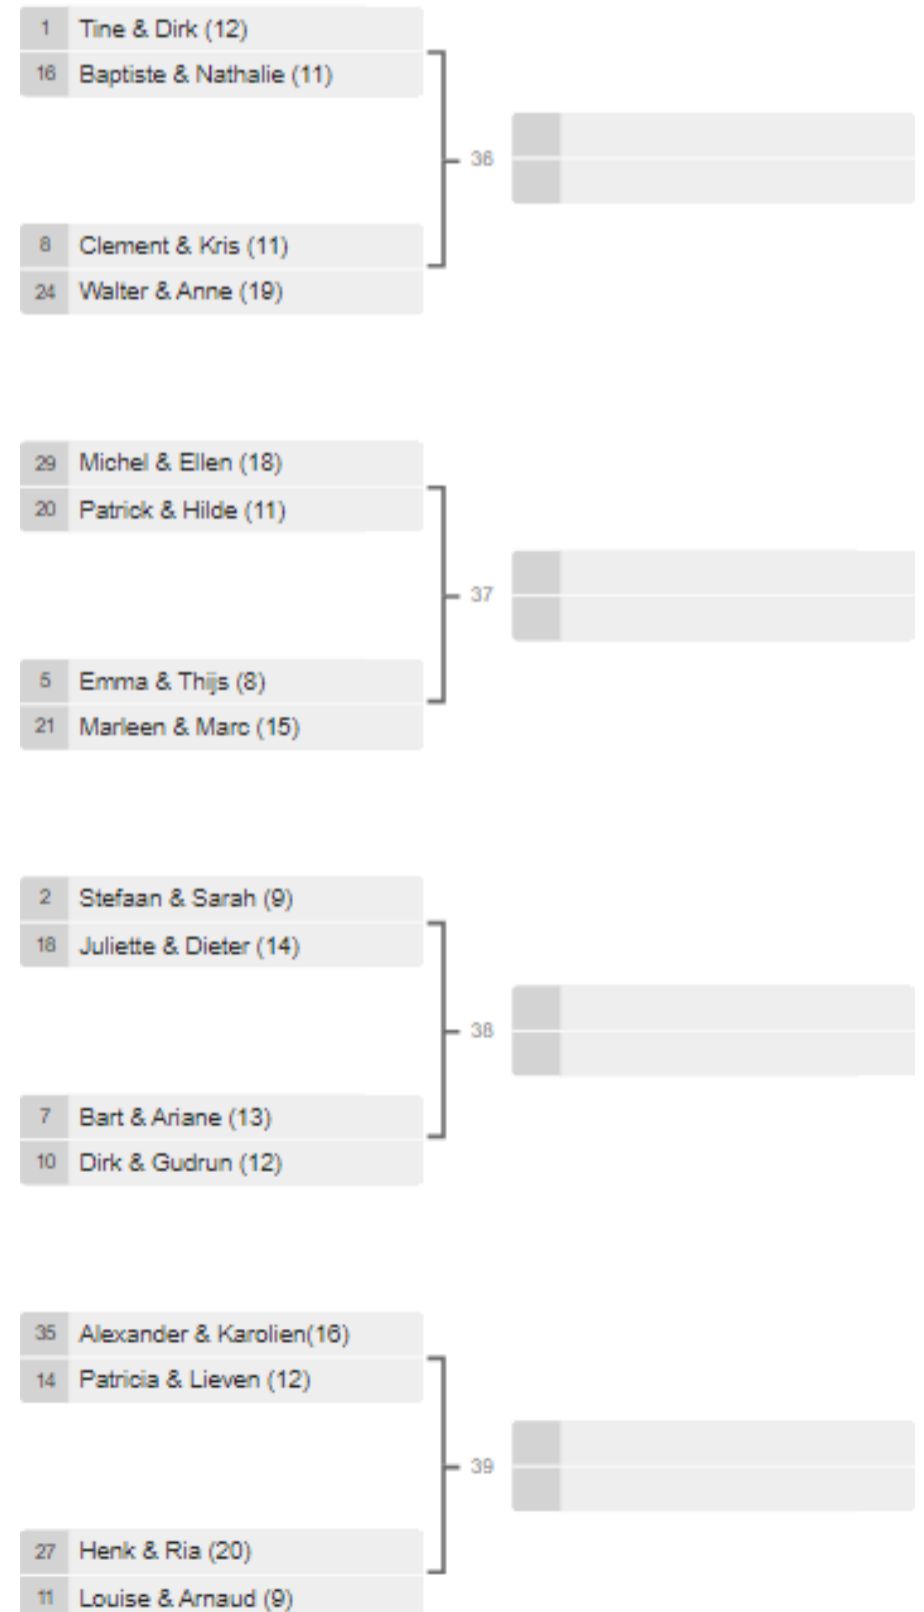 1 Tine & Dirk (12)
16 Baptiste & Nathalie (11)
36
8 Clement & Kris (11)
24 Walter & Anne (19)
29 Michel & Ellen (18)
20 Patrick & Hilde (11)
37
5 Emma & Thijs (8)
21 Marleen & Marc (15)
2 Stefaan & Sarah (9)
18 Juliette & Dieter (14)
38
7 Bart & Ariane (13)
10 Dirk & Gudrun (12)
35 Alexander & Karolien(16)
14 Patricia & Lieven (12)
39
27 Henk & Ria (20)
11 Louise & Arnaud (9)